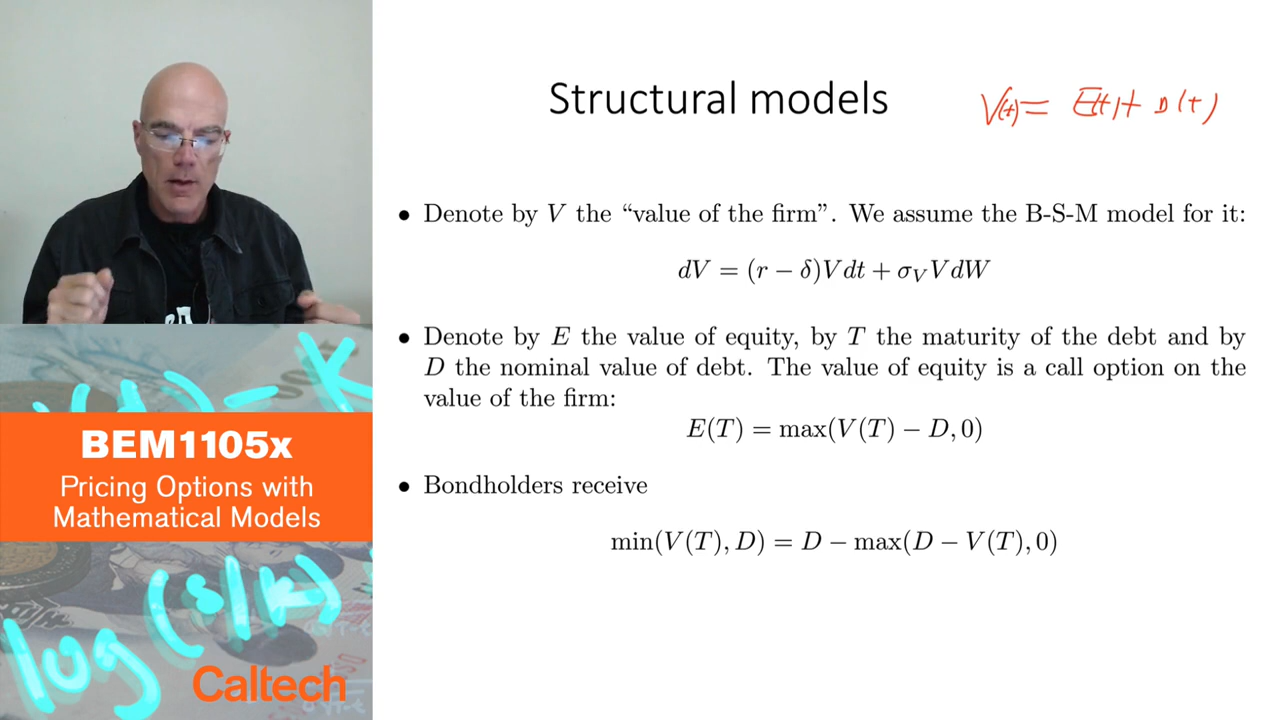 Structural models
V(t) = E(t) + D(t)
• Denote by V the “value of the firm”. We assume the B-S-M model for it:
dV = (r − δ)Vdt + σ_V VdW
• Denote by E the value of equity, by T the maturity of the debt and by
D the nominal value of debt. The value of equity is a call option on the
value of the firm:
E(T) = max(V(T) − D, 0)
• Bondholders receive
min(V(T), D) = D − max(D − V(T), 0)
BEM1105x
Pricing Options with
Mathematical Models
log(s/k)
Caltech